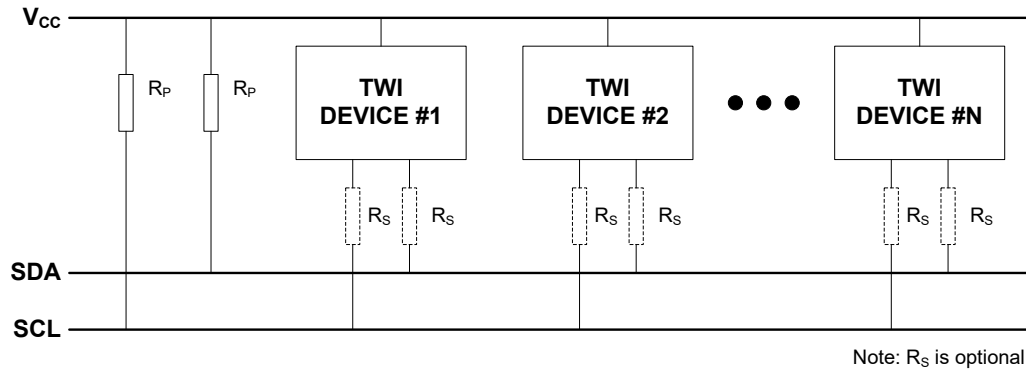 VCC
RP
RP
TWI
DEVICE #1
TWI
DEVICE #2
TWI
DEVICE #N
RS
RS
RS
RS
RS
RS
SDA
SCL
Note: RS is optional